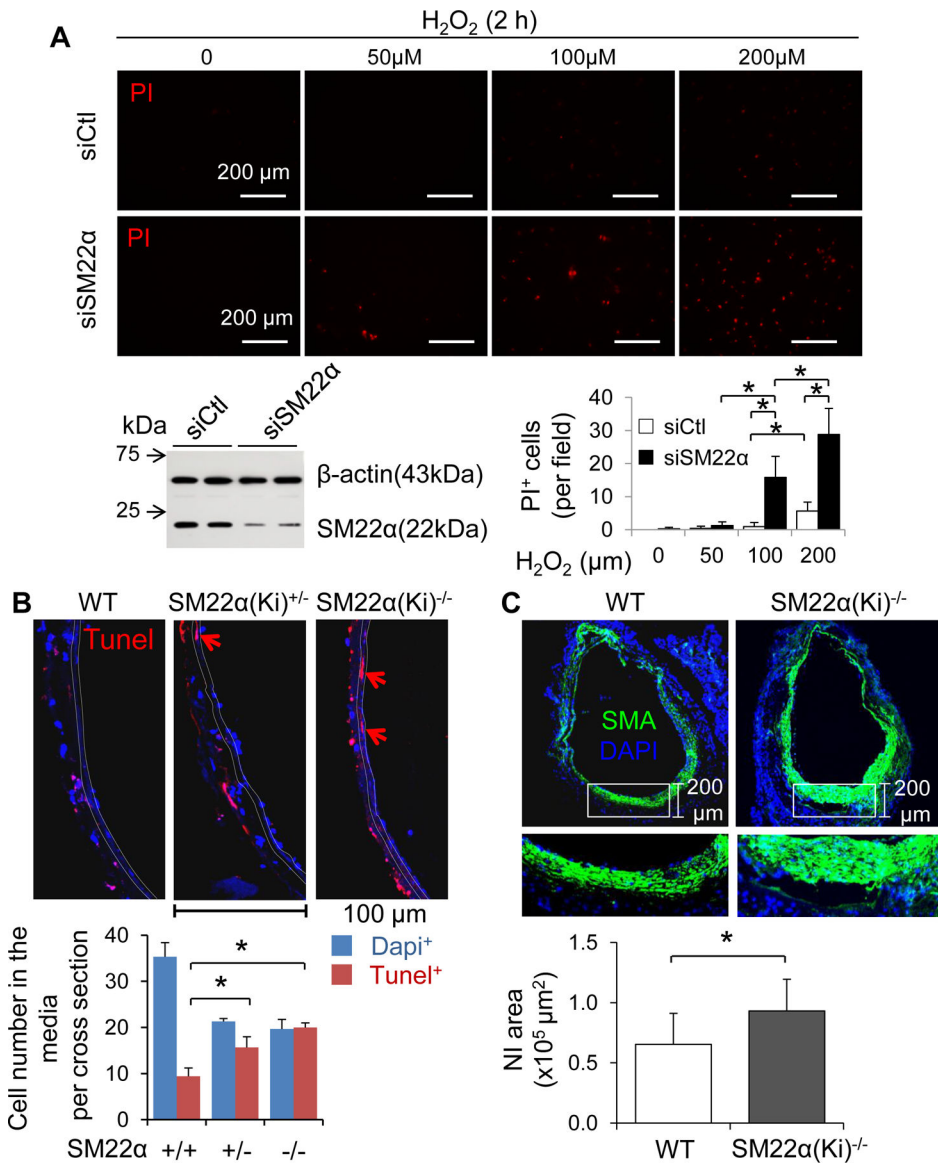 A
H₂O₂ (2 h)
0 50µM 100µM 200µM
siCtl
PI
200 µm
siSM22α
PI
200 µm
kDa siCtl siSM22α
75
β-actin(43kDa)
25
SM22α(22kDa)
PI⁺ cells
(per field)
40
30
20
10
0
siCtl
siSM22α
* * * * *
0 50 100 200
H₂O₂ (µm)
B
WT SM22α(Ki)⁺/⁻ SM22α(Ki)⁻/⁻
Tunel
100 µm
Cell number in the
media
per cross section
40
30
20
10
0
* *
Dapi⁺
Tunel⁺
SM22α +/+ +/- -/-
C
WT SM22α(Ki)⁻/⁻
SMA
DAPI
200
µm
200
µm
NI area
(x10⁵ µm²)
1.5
1.0
0.5
0.0
*
WT SM22α(Ki)⁻/⁻